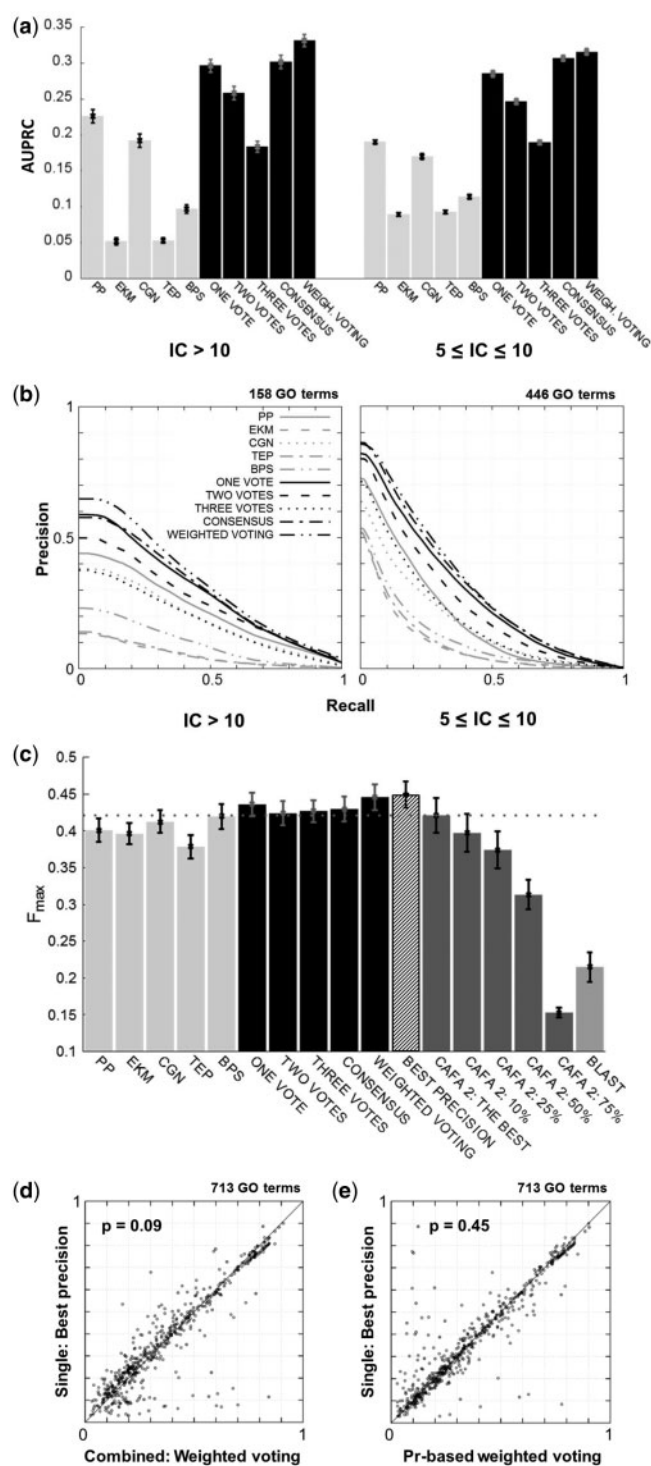 (a)
AUPRC
0.35
0.3
0.25
0.2
0.15
0.1
0.05
0
PP
EKM
CGN
TEP
BPS
ONE VOTE
TWO VOTES
THREE VOTES
CONSENSUS
WEIGH. VOTING
PP
EKM
CGN
TEP
BPS
ONE VOTE
TWO VOTES
THREE VOTES
CONSENSUS
WEIGH. VOTING
IC > 10
5 ≤ IC ≤ 10
(b)
158 GO terms
446 GO terms
Precision
1
0.5
0
PP
EKM
CGN
TEP
BPS
ONE VOTE
TWO VOTES
THREE VOTES
CONSENSUS
WEIGHTED VOTING
0
0.5
1
0
0.5
1
Recall
IC > 10
5 ≤ IC ≤ 10
(c)
Fmax
0.5
0.45
0.4
0.35
0.3
0.25
0.2
0.15
0.1
PP
EKM
CGN
TEP
BPS
ONE VOTE
TWO VOTES
THREE VOTES
CONSENSUS
WEIGHTED VOTING
BEST PRECISION
CAFA 2: THE BEST
CAFA 2: 10%
CAFA 2: 25%
CAFA 2: 50%
CAFA 2: 75%
BLAST
(d)
713 GO terms
1
p = 0.09
Single: Best precision
0
1
Combined: Weighted voting
(e)
713 GO terms
1
p = 0.45
Single: Best precision
0
1
Pr-based weighted voting